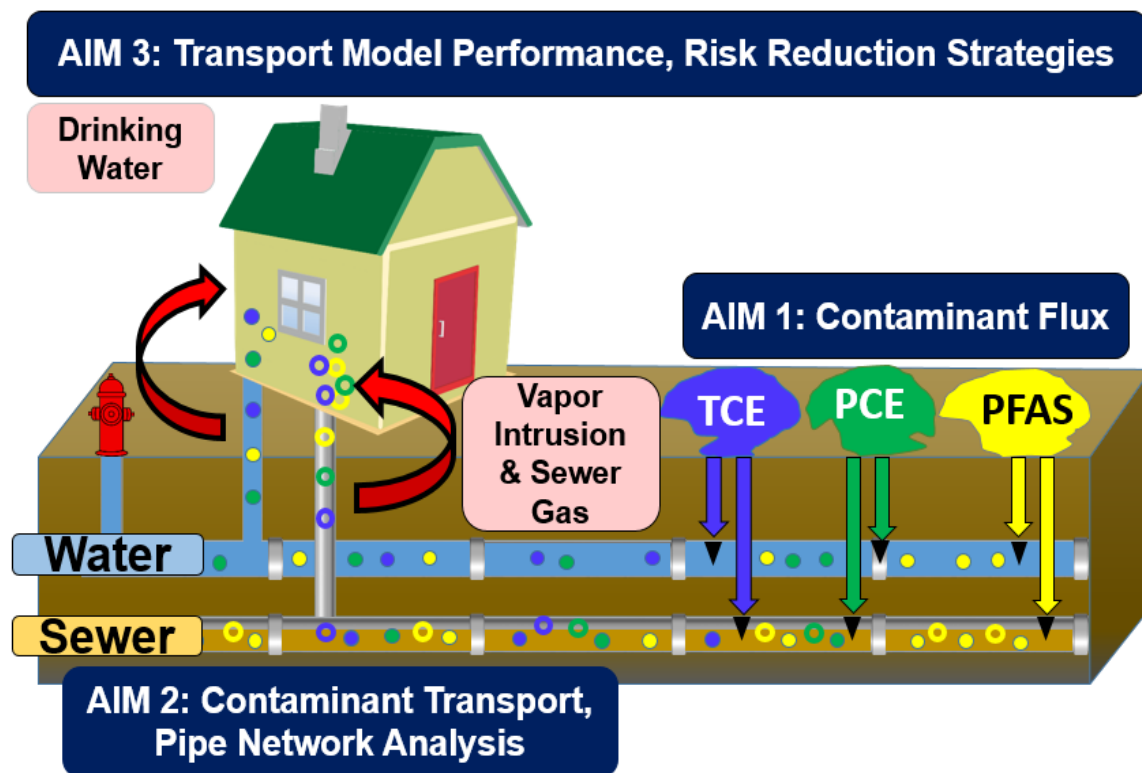 AIM 3: Transport Model Performance, Risk Reduction Strategies
Drinking
Water
AIM 1: Contaminant Flux
Vapor
Intrusion
& Sewer
Gas
TCE
PCE
PFAS
Water
Sewer
AIM 2: Contaminant Transport,
Pipe Network Analysis